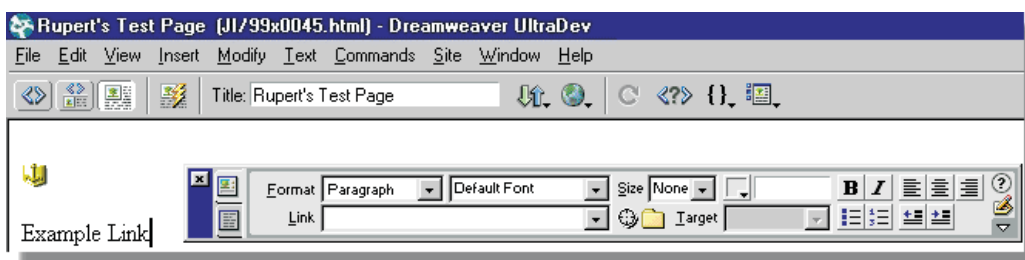 Rupert's Test Page (JI/99x0045.html) - Dreamweaver UltraDev
File Edit View Insert Modify Text Commands Site Window Help
Title: Rupert's Test Page
Format Paragraph Default Font Size None B I
Link Target
Example Link